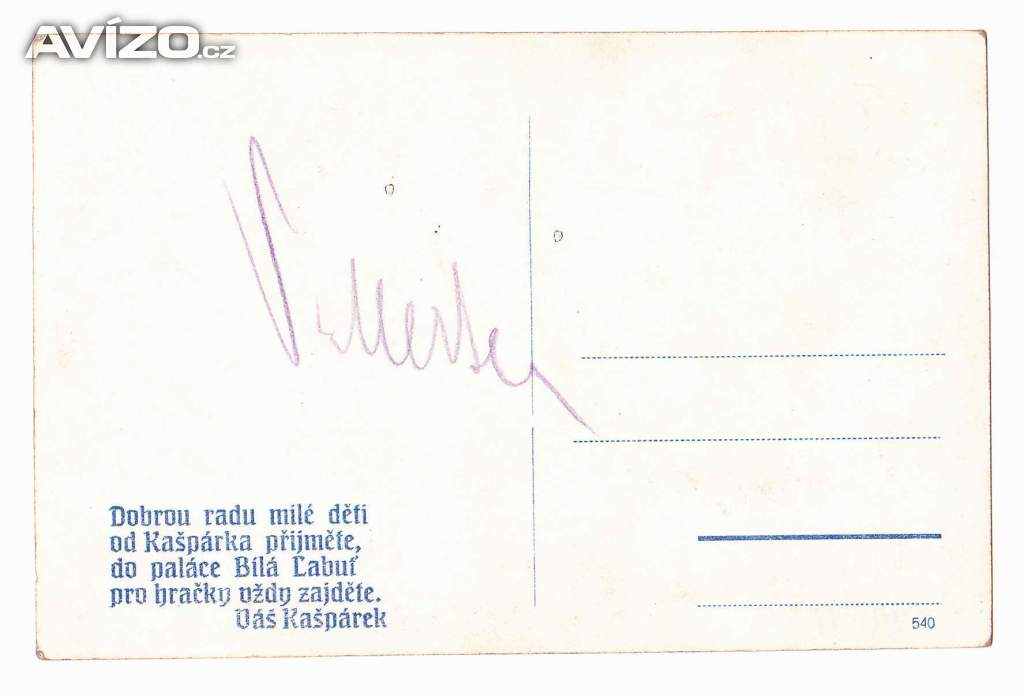 AVÍZO.cz
Dobrou radu milé děti
od Kašpárka přijměte,
do paláce Bílá Labuť
pro hračky vždy zajděte.
Váš Kašpárek
540